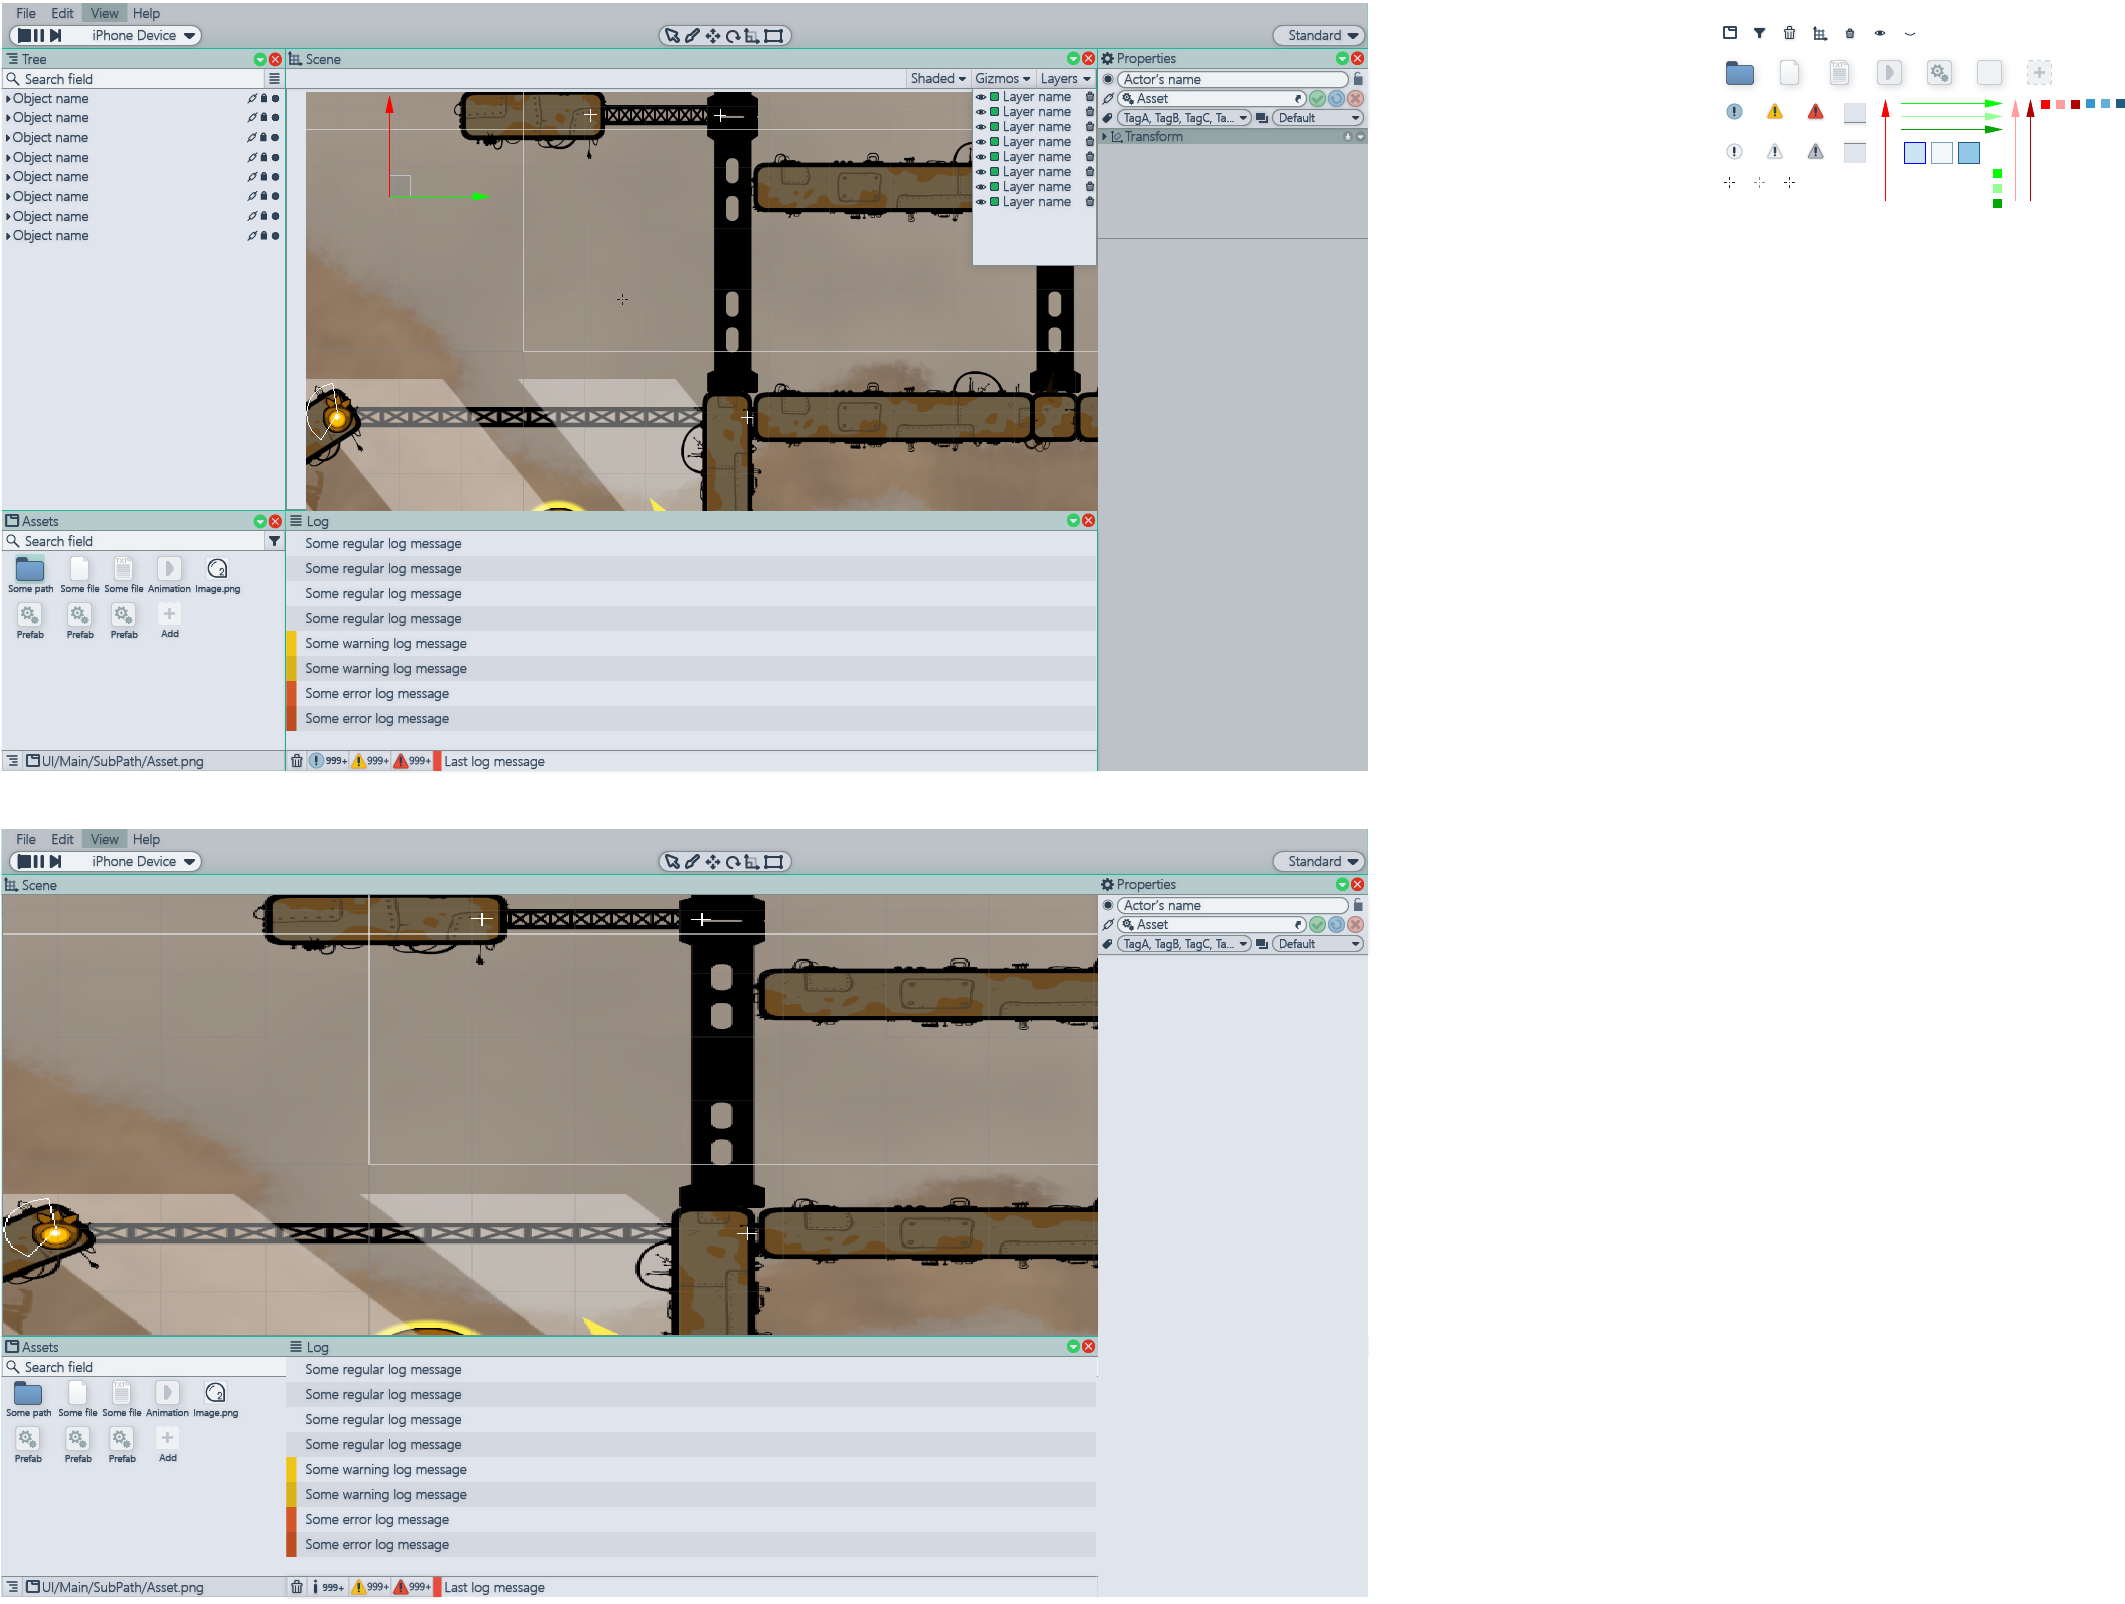 File Edit View Help
iPhone Device Standard
Tree Scene Properties
Search field Shaded Gizmos Layers Actor's name
Object name Layer name Asset
Object name Layer name TagA, TagB, TagC, Ta... Default
Object name Layer name Transform
Object name Layer name
Object name Layer name
Object name Layer name
Object name Layer name
Object name Layer name
Assets Log
Search field Some regular log message
TXT Some regular log message
Some path Some file Some file Animation Image.png
Some regular log message
Some regular log message
Prefab Prefab Prefab Add
Some warning log message
Some warning log message
Some error log message
Some error log message
UI/Main/SubPath/Asset.png 999+ 999+ 999+ Last log message
TXT
File Edit View Help
iPhone Device Standard
Scene Properties
Actor's name
Asset
TagA, TagB, TagC, Ta... Default
Assets Log
Search field Some regular log message
TXT Some regular log message
Some path Some file Some file Animation Image.png
Some regular log message
Some regular log message
Prefab Prefab Prefab Add
Some warning log message
Some warning log message
Some error log message
Some error log message
UI/Main/SubPath/Asset.png 999+ 999+ 999+ Last log message